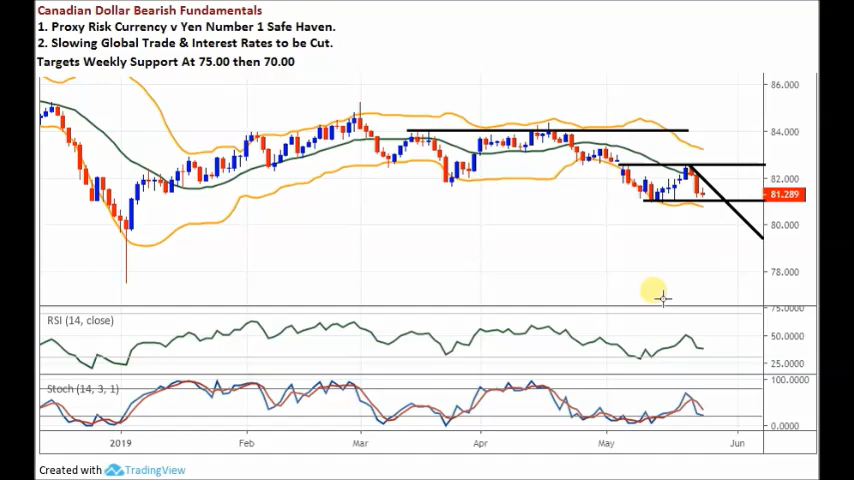 Canadian Dollar Bearish Fundamentals
1. Proxy Risk Currency v Yen Number 1 Safe Haven.
2. Slowing Global Trade & Interest Rates to be Cut.
Targets Weekly Support At 75.00 then 70.00
86.000
84.000
82.000
81.289
80.000
78.000
RSI (14, close)
75.0000
50.0000
25.0000
Stoch (14, 3, 1)
100.0000
0.0000
2019 Feb Mar Apr May Jun
Created with TradingView